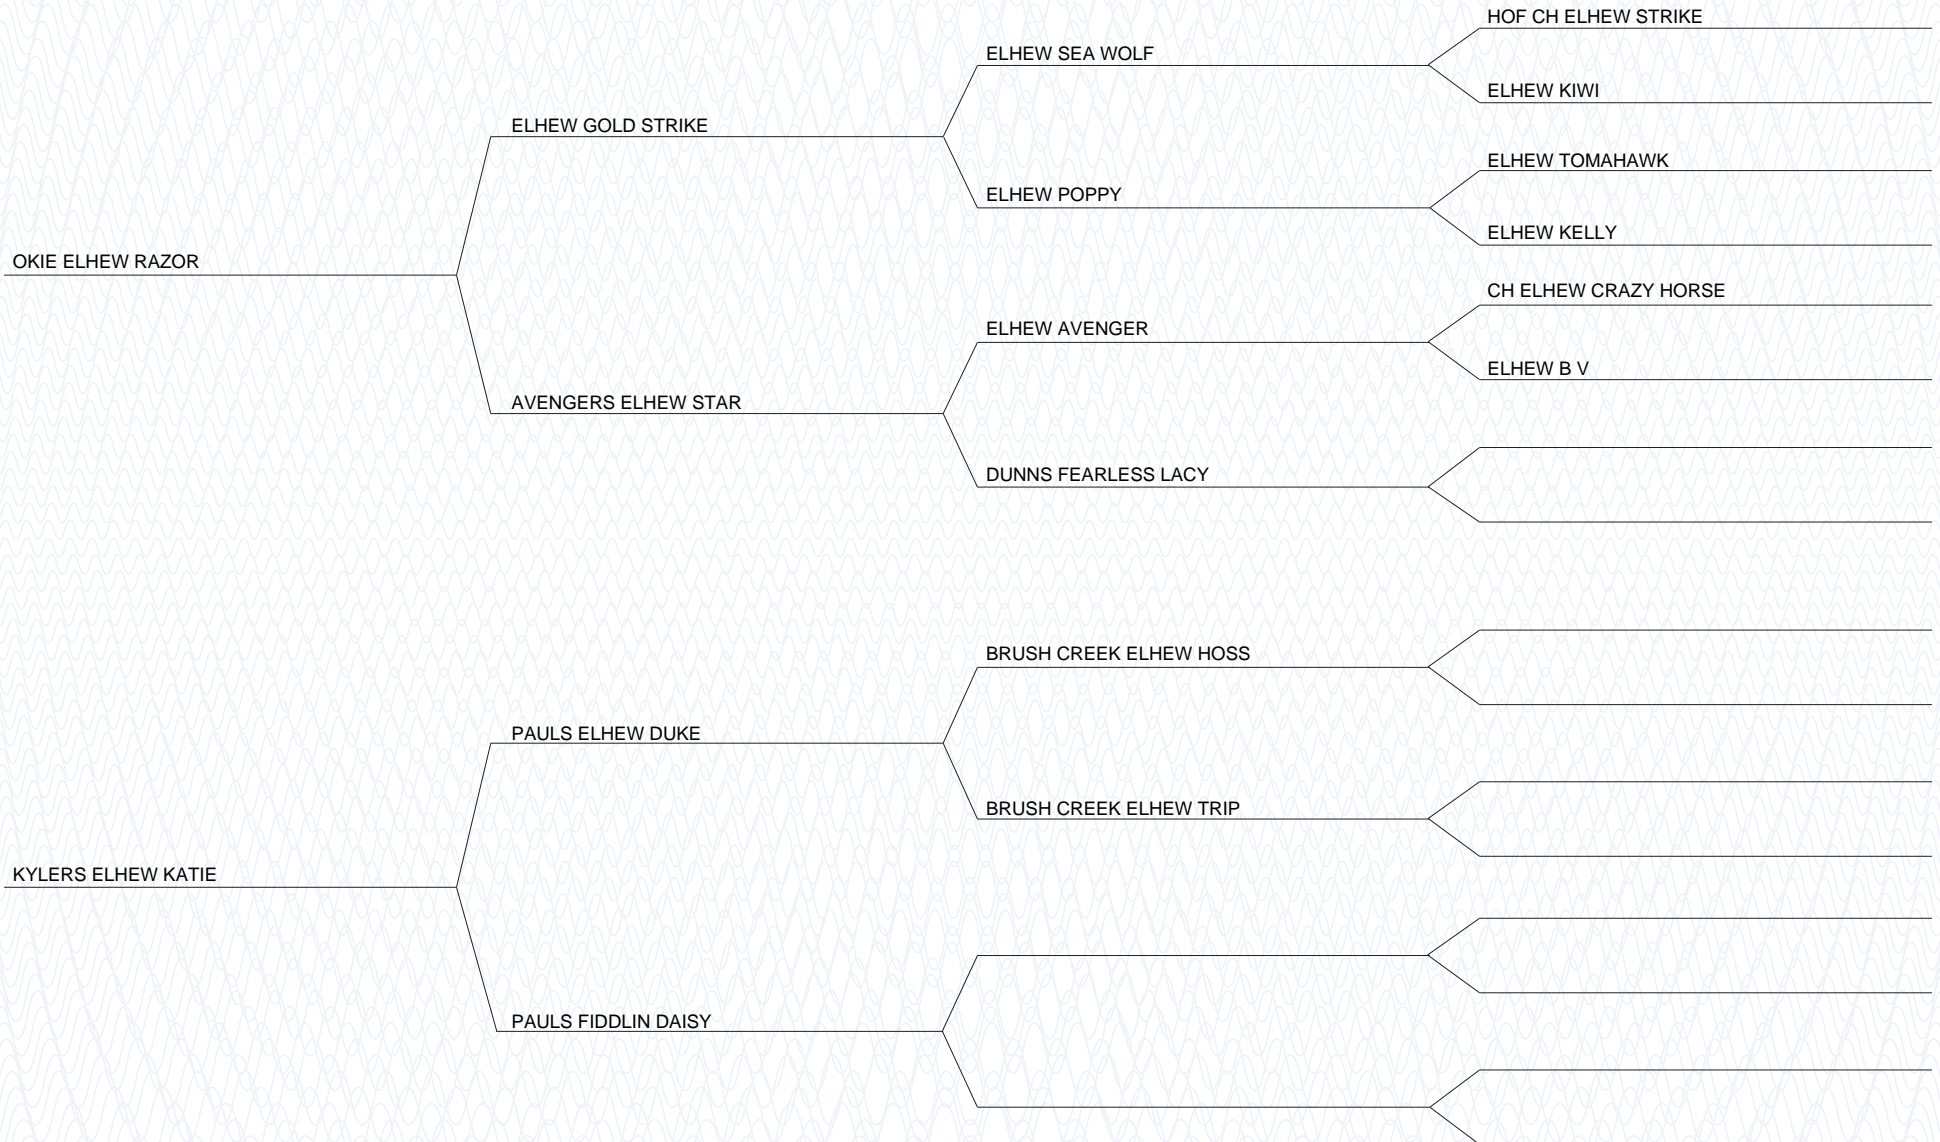 HOF CH ELHEW STRIKE
ELHEW SEA WOLF
ELHEW KIWI
ELHEW GOLD STRIKE
ELHEW TOMAHAWK
ELHEW POPPY
ELHEW KELLY
OKIE ELHEW RAZOR
CH ELHEW CRAZY HORSE
ELHEW AVENGER
ELHEW B V
AVENGERS ELHEW STAR
DUNNS FEARLESS LACY
BRUSH CREEK ELHEW HOSS
PAULS ELHEW DUKE
BRUSH CREEK ELHEW TRIP
KYLERS ELHEW KATIE
PAULS FIDDLIN DAISY